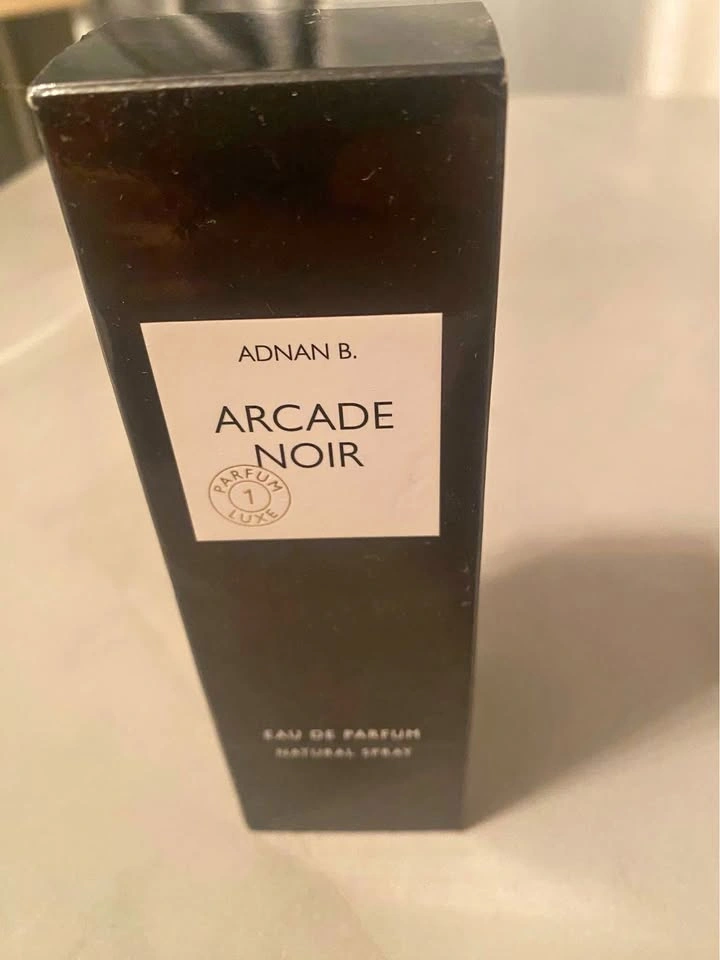 ADNAN B.
ARCADE
NOIR
PARFUM
1
LUXE
EAU DE PARFUM
NATURAL SPRAY